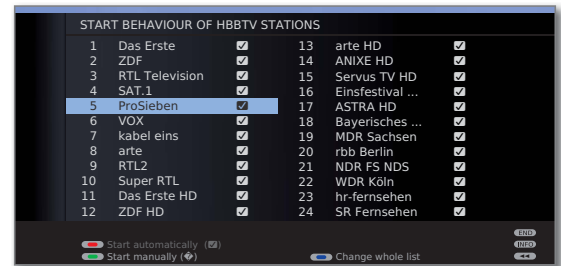 START BEHAVIOUR OF HBBTV STATIONS
1 Das Erste ☑
2 ZDF ☑
3 RTL Television ☑
4 SAT.1 ☑
5 ProSieben ☑
6 VOX ☑
7 kabel eins ☑
8 arte ☑
9 RTL2 ☑
10 Super RTL ☑
11 Das Erste HD ☑
12 ZDF HD ☑
13 arte HD ☑
14 ANIXE HD ☑
15 Servus TV HD ☑
16 Einsfestival ... ☑
17 ASTRA HD ☑
18 Bayerisches ... ☑
19 MDR Sachsen ☑
20 rbb Berlin ☑
21 NDR FS NDS ☑
22 WDR Köln ☑
23 hr-fernsehen ☑
24 SR Fernsehen ☑
Start automatically (☑)
Start manually (�)
Change whole list
END
INFO